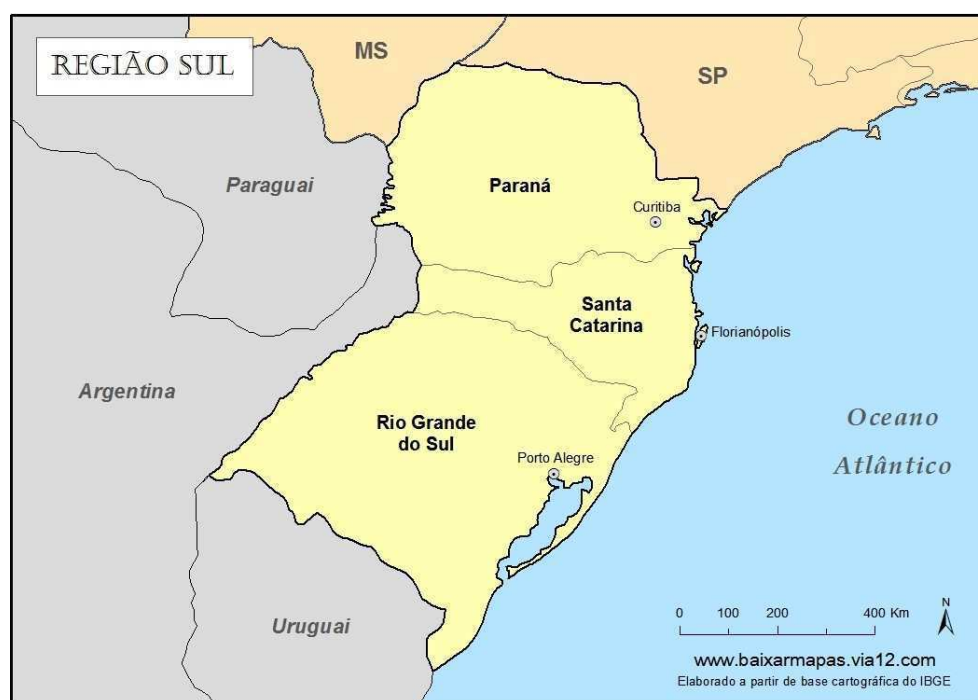 REGIÃO SUL
MS
SP
Paraguai
Paraná
Curitiba
Santa
Catarina
Florianópolis
Argentina
Rio Grande
do Sul
Oceano
Atlântico
Porto Alegre
Uruguai
0 100 200 400 Km
N
www.baixarmapas.via12.com
Elaborado a partir de base cartográfica do IBGE